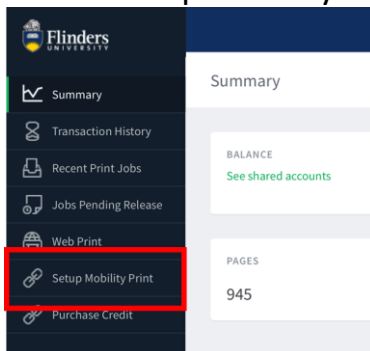 Flinders
UNIVERSITY
Summary
Transaction History
Recent Print Jobs
Jobs Pending Release
Web Print
Setup Mobility Print
Purchase Credit
Summary
BALANCE
See shared accounts
PAGES
945